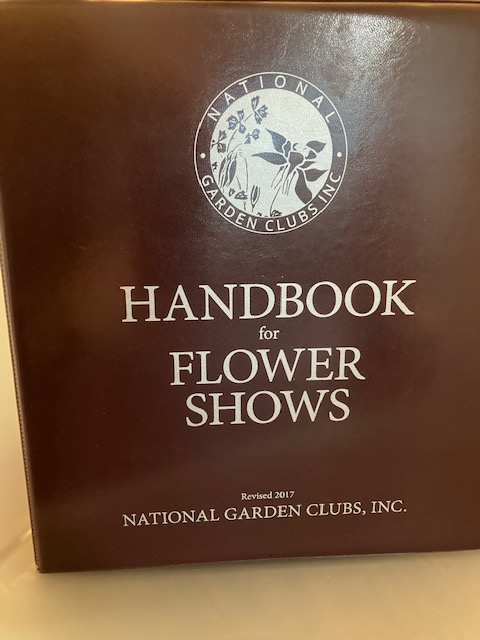 NATIONAL
GARDEN CLUBS INC
HANDBOOK
for
FLOWER
SHOWS
Revised 2017
NATIONAL GARDEN CLUBS, INC.